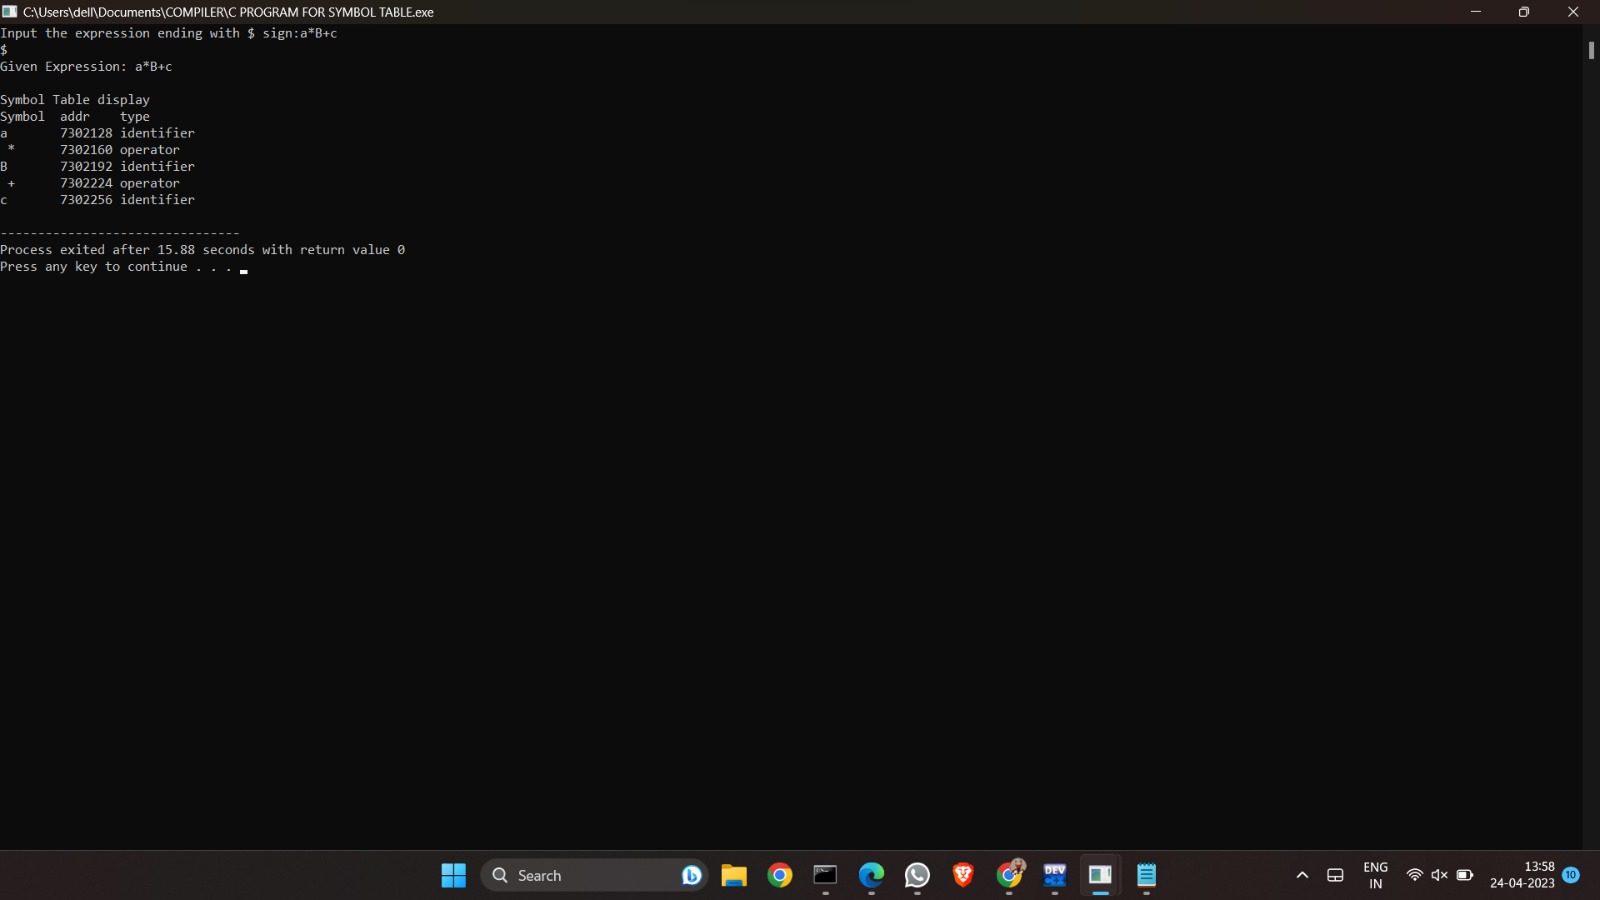 C:\Users\dell\Documents\COMPILER\C PROGRAM FOR SYMBOL TABLE.exe
Input the expression ending with $ sign:a*B+c
$
Given Expression: a*B+c
Symbol Table display
Symbol  addr    type
a       7302128 identifier
 *      7302160 operator
B       7302192 identifier
 +      7302224 operator
c       7302256 identifier
--------------------------------
Process exited after 15.88 seconds with return value 0
Press any key to continue . . .
Search
DEV
ENG
IN
13:58
24-04-2023
10